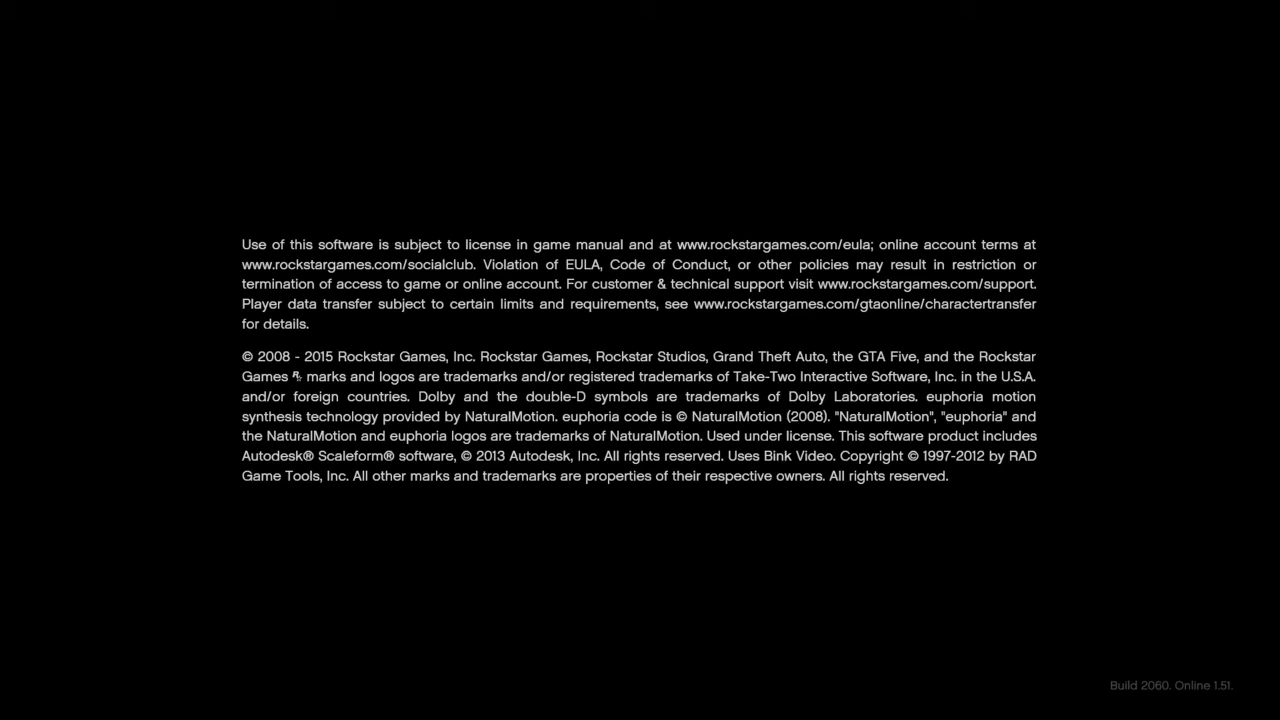 Use of this software is subject to license in game manual and at www.rockstargames.com/eula; online account terms at
www.rockstargames.com/socialclub. Violation of EULA, Code of Conduct, or other policies may result in restriction or
termination of access to game or online account. For customer & technical support visit www.rockstargames.com/support.
Player data transfer subject to certain limits and requirements, see www.rockstargames.com/gtaonline/charactertransfer
for details.
© 2008 - 2015 Rockstar Games, Inc. Rockstar Games, Rockstar Studios, Grand Theft Auto, the GTA Five, and the Rockstar
Games R* marks and logos are trademarks and/or registered trademarks of Take-Two Interactive Software, Inc. in the U.S.A.
and/or foreign countries. Dolby and the double-D symbols are trademarks of Dolby Laboratories. euphoria motion
synthesis technology provided by NaturalMotion. euphoria code is © NaturalMotion (2008). "NaturalMotion", "euphoria" and
the NaturalMotion and euphoria logos are trademarks of NaturalMotion. Used under license. This software product includes
Autodesk® Scaleform® software, © 2013 Autodesk, Inc. All rights reserved. Uses Bink Video. Copyright © 1997-2012 by RAD
Game Tools, Inc. All other marks and trademarks are properties of their respective owners. All rights reserved.
Build 2060. Online 1.51.